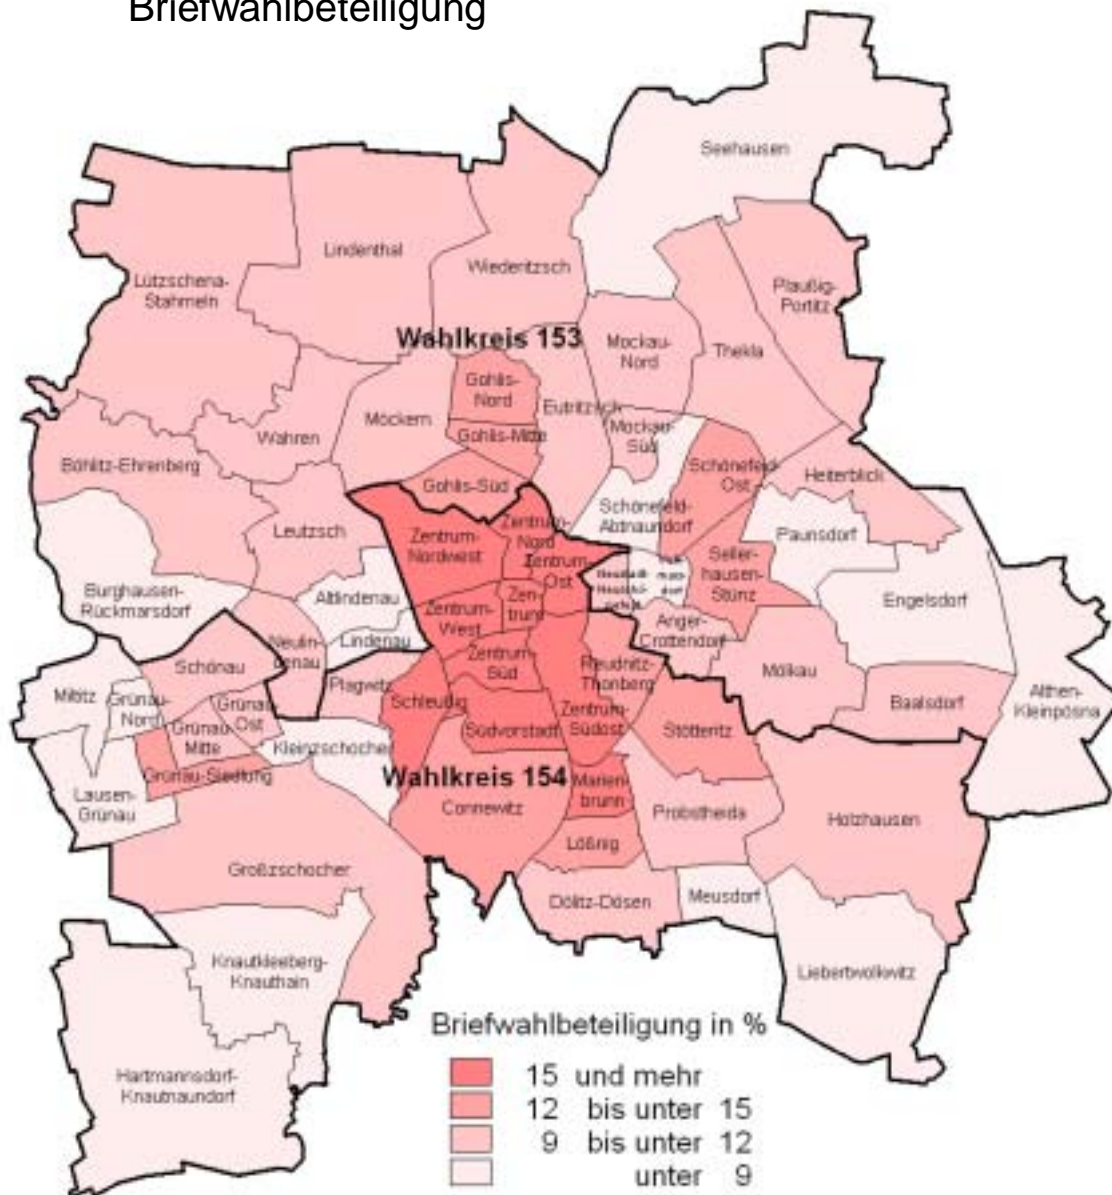 Briefwahlbeteiligung
Seehausen
Lindenthal
Wiederitzsch
Lützschena-
Stahmeln
Plaußig-
Portitz
Wahlkreis 153
Mockau-
Nord
Thekla
Gohlis-
Nord
Eutritzsch
Möckern
Mockau-
Süd
Wahren
Gohlis-Mitte
Böhlitz-Ehrenberg
Schönefeld-
Ost
Heiterblick
Gohlis-Süd
Schönefeld-
Abtnaundorf
Leutzsch
Zentrum-
Nordwest
Zentrum-
Nord
Paunsdorf
Zentrum-
Ost
Seller-
hausen-
Stünz
Burghausen-
Rückmarsdorf
Altlindenau
Zen-
trum
Engelsdorf
Zentrum-
West
Anger-
Crottendorf
Lindenau
Neulin-
denau
Zentrum-
Süd
Reudnitz-
Thonberg
Schönau
Mölkau
Plagwitz
Miltitz
Grünau-
Nord
Grünau-
Ost
Schleußig
Baalsdorf
Althen-
Kleinpösna
Grünau-
Mitte
Südvorstadt
Zentrum-
Südost
Stötteritz
Kleinzschocher
Grünau-Siedlung
Wahlkreis 154
Marien-
brunn
Lausen-
Grünau
Connewitz
Probstheida
Holzhausen
Lößnig
Großzschocher
Dölitz-Dösen
Meusdorf
Knautkleeberg-
Knauthain
Liebertwolkwitz
Hartmannsdorf-
Knautnaundorf
Briefwahlbeteiligung in %
15 und mehr
12 bis unter 15
9 bis unter 12
unter 9